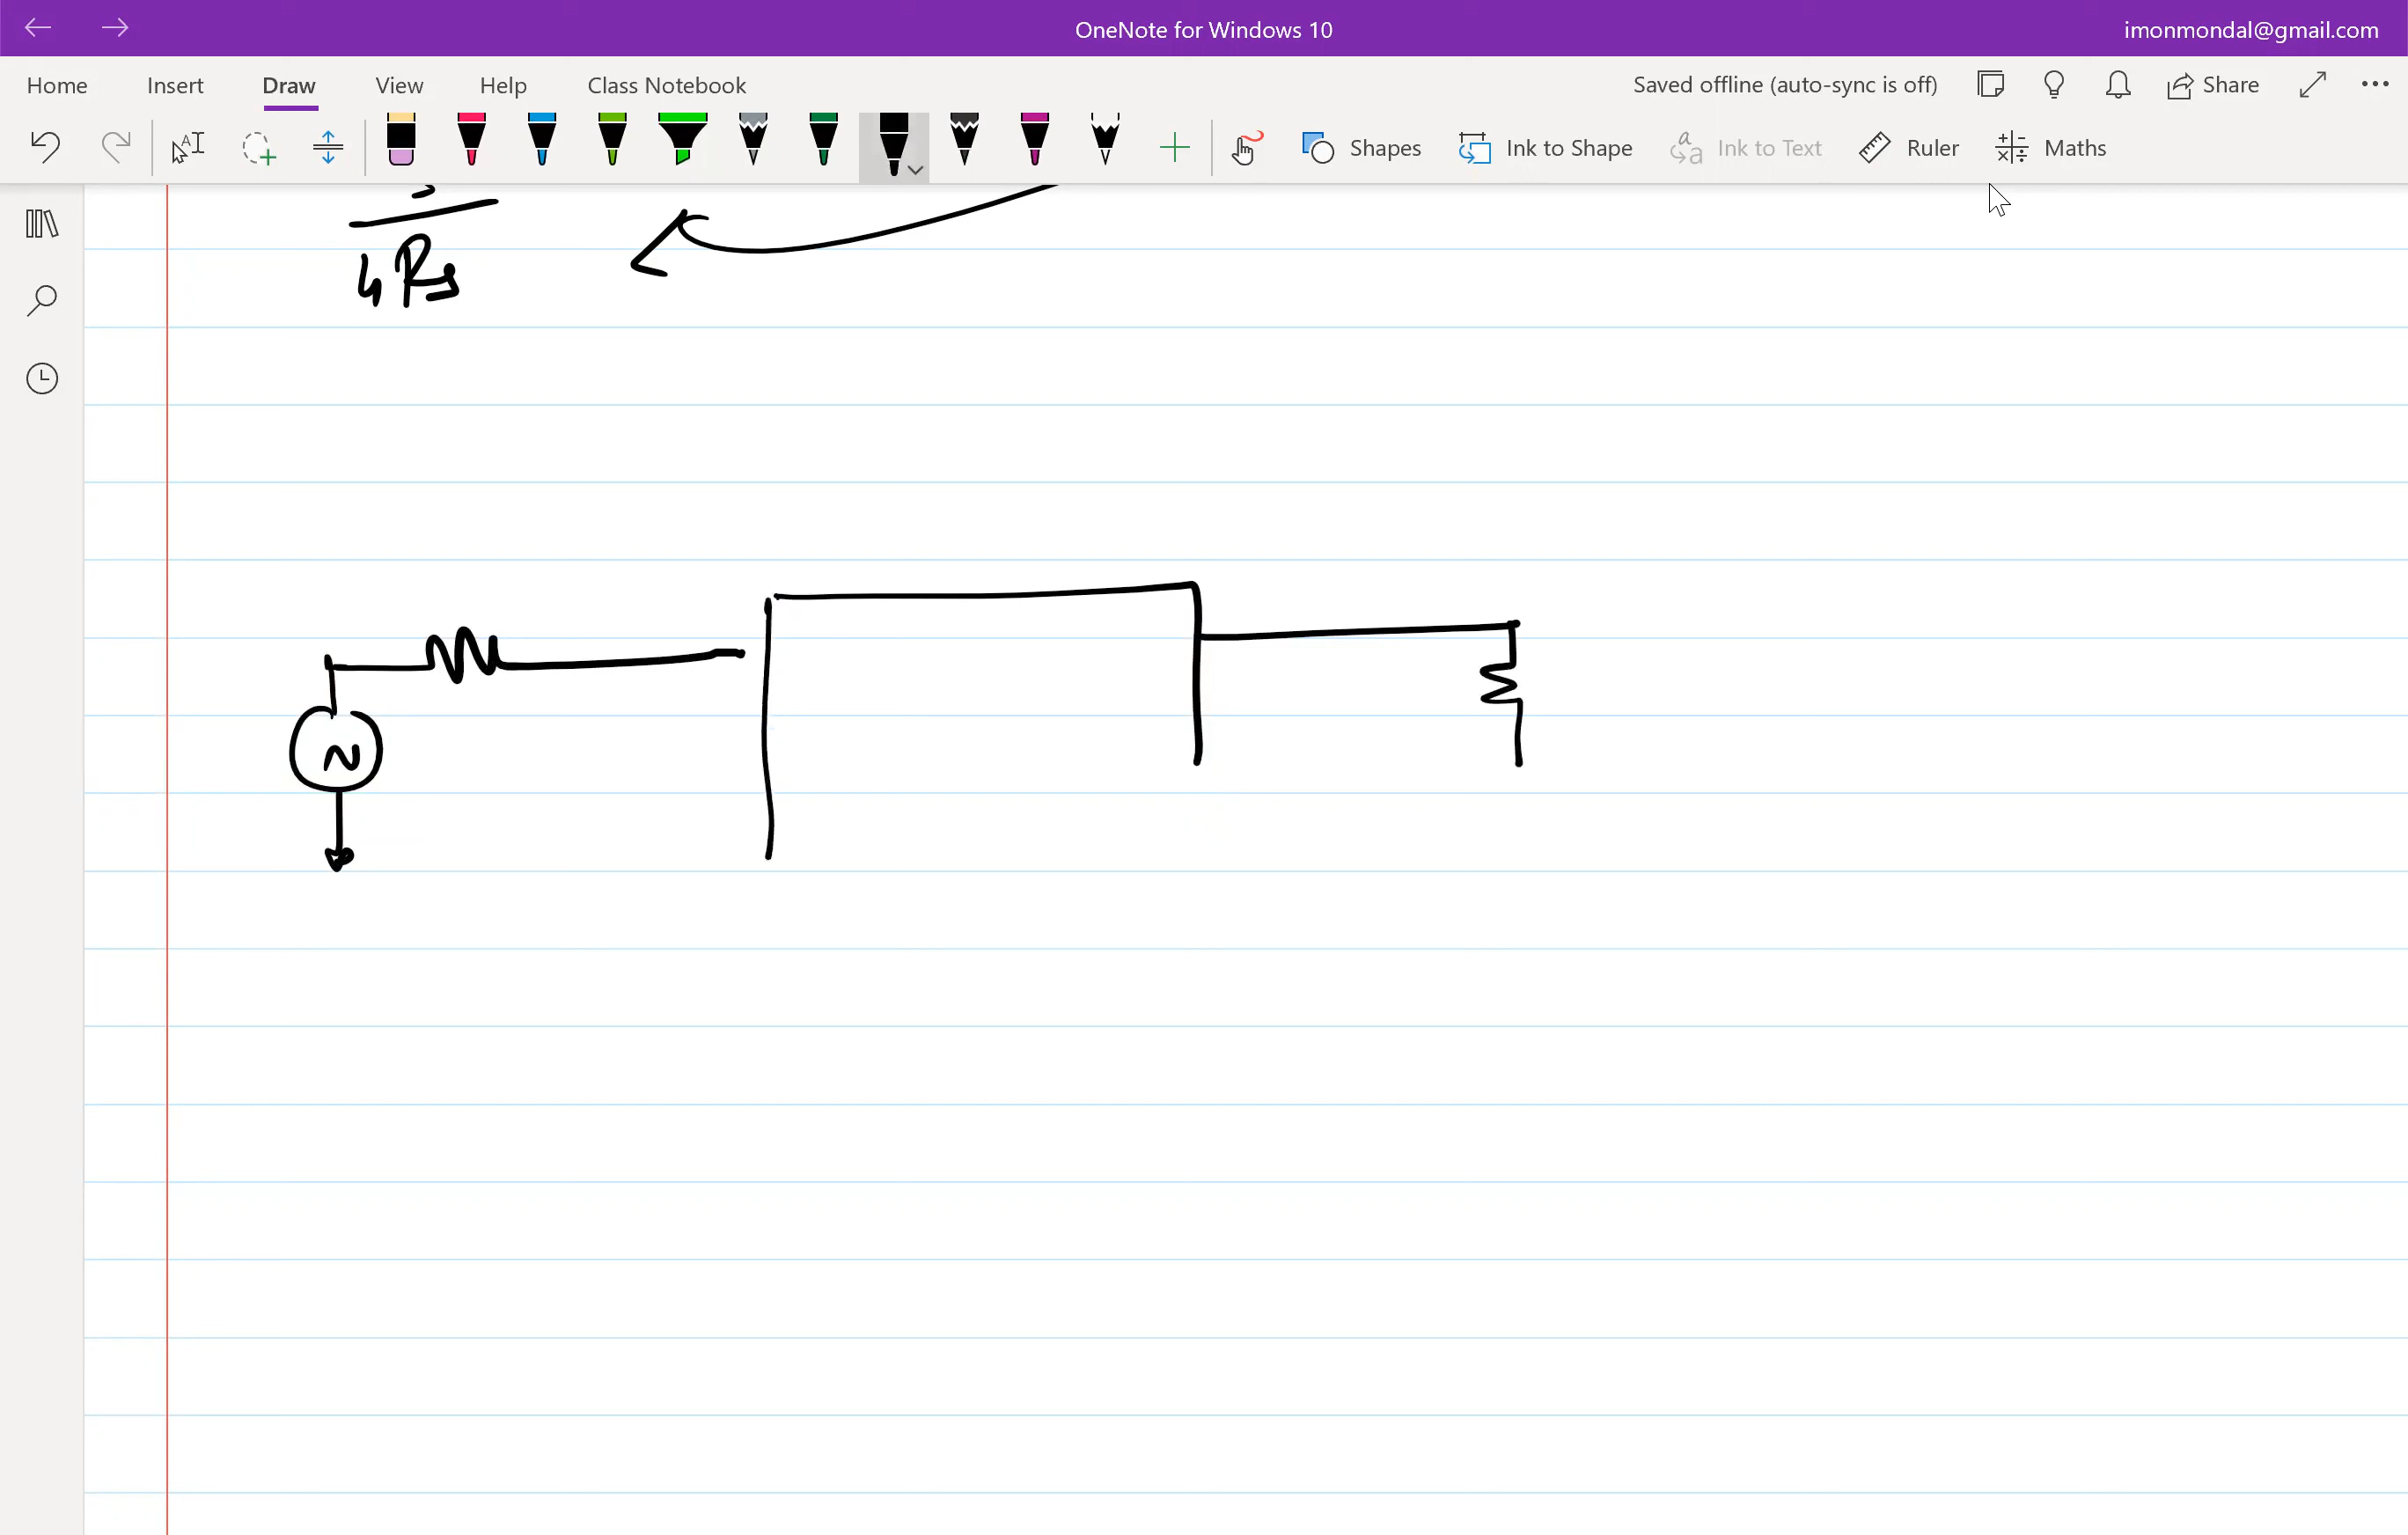 OneNote for Windows 10
imonmondal@gmail.com
Home Insert Draw View Help Class Notebook
Saved offline (auto-sync is off) Share
Shapes Ink to Shape Ink to Text Ruler Maths
4Rs